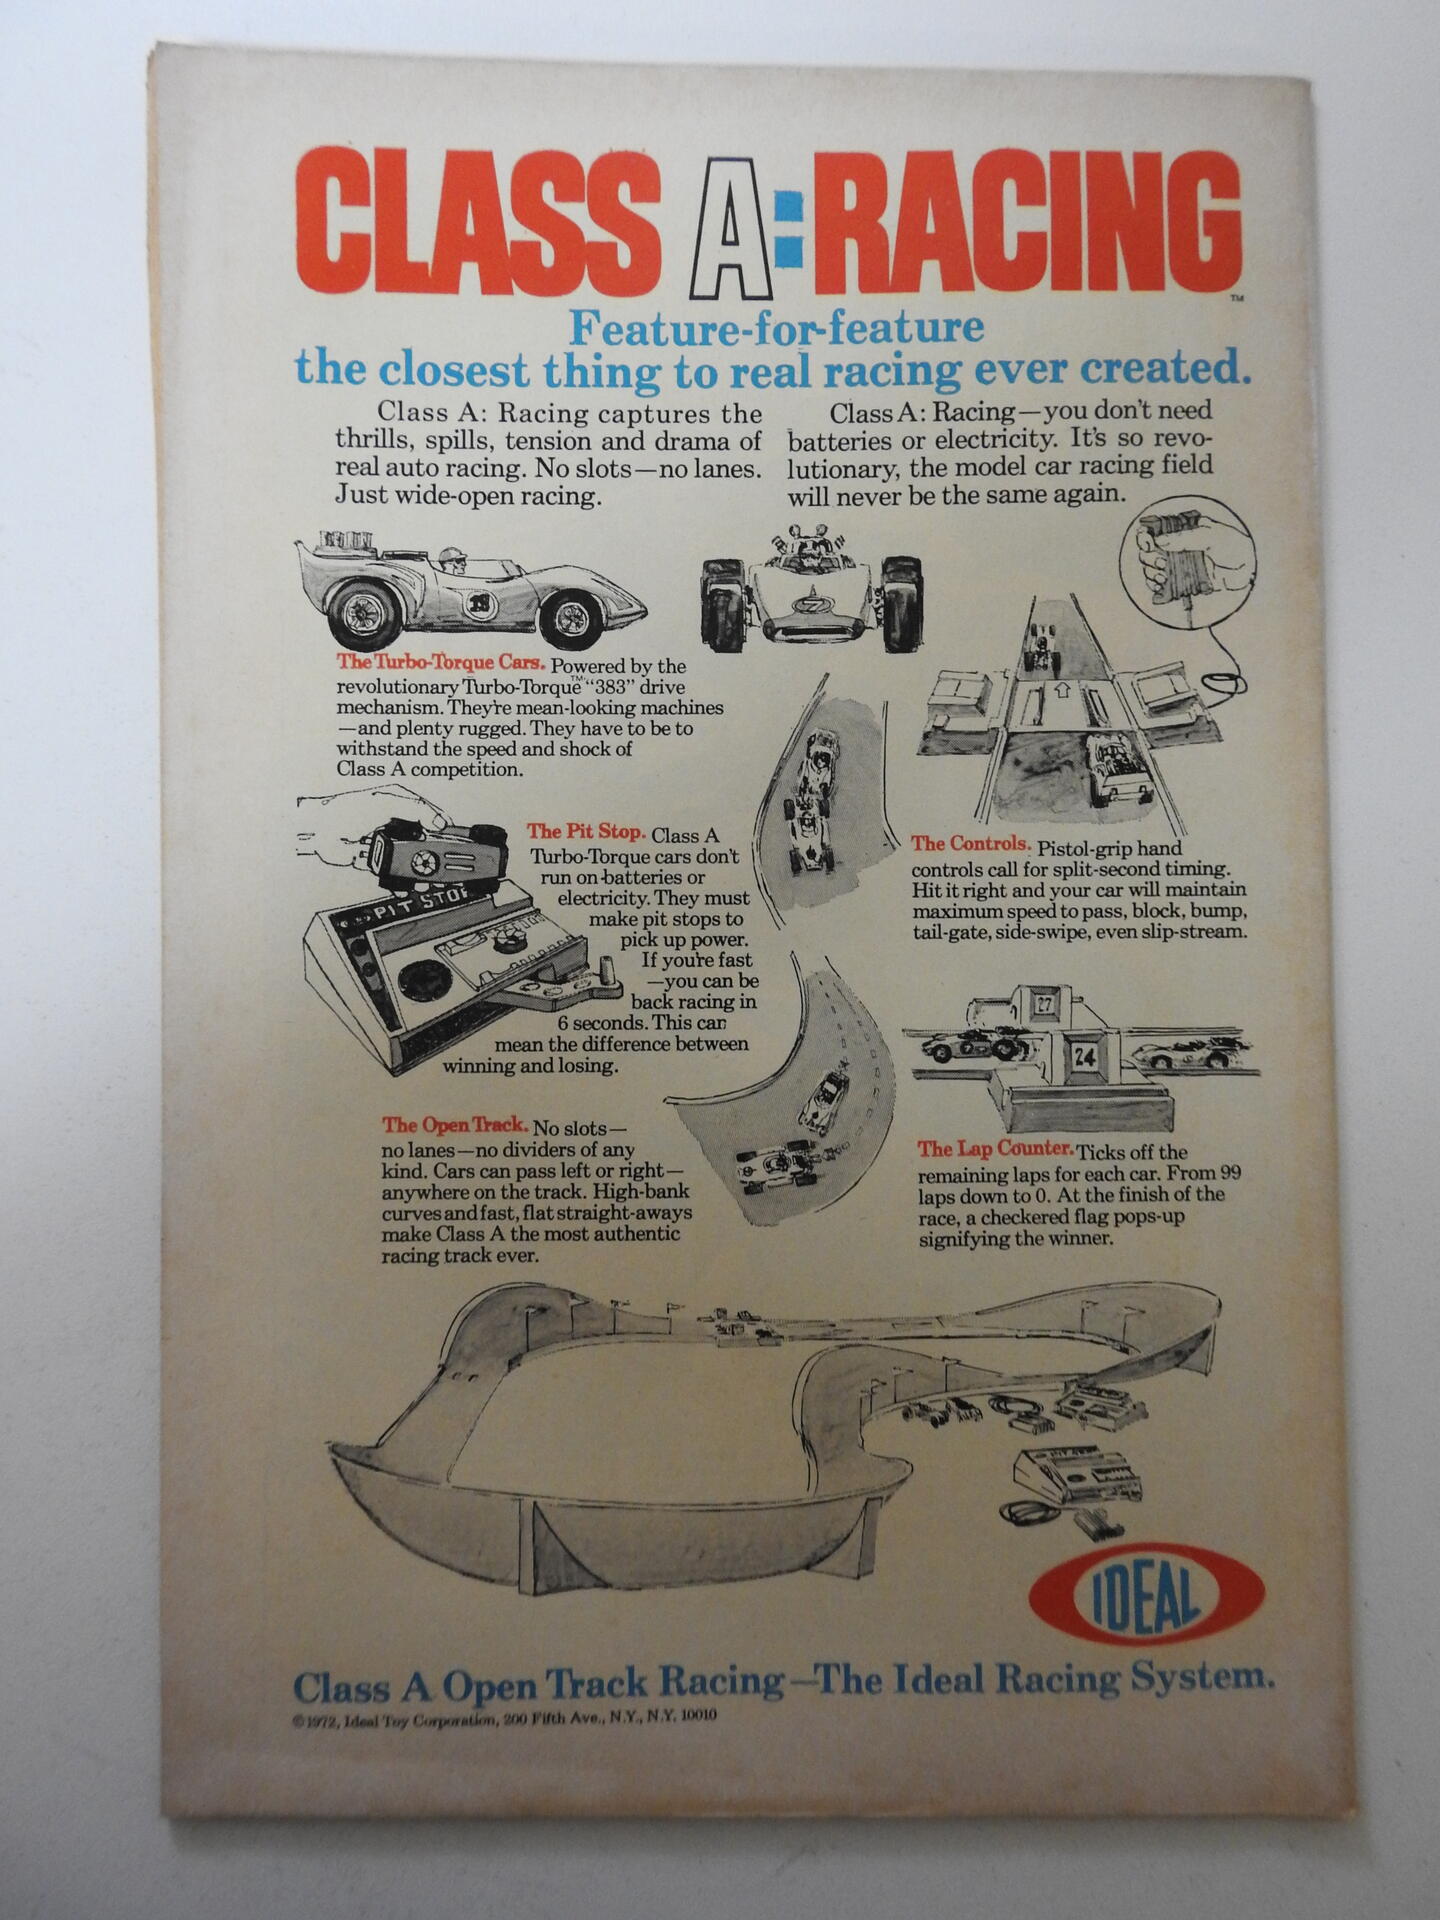 CLASS A:RACING
™
Feature-for-feature
the closest thing to real racing ever created.
Class A: Racing captures the
thrills, spills, tension and drama of
real auto racing. No slots—no lanes.
Just wide-open racing.
Class A: Racing—you don't need
batteries or electricity. It's so revo-
lutionary, the model car racing field
will never be the same again.
The Turbo-Torque Cars. Powered by the
revolutionary Turbo-Torque™ "383" drive
mechanism. They're mean-looking machines
—and plenty rugged. They have to be to
withstand the speed and shock of
Class A competition.
7
PIT STOP
The Pit Stop. Class A
Turbo-Torque cars don't
run on batteries or
electricity. They must
make pit stops to
pick up power.
If you're fast
—you can be
back racing in
6 seconds. This can
mean the difference between
winning and losing.
The Controls. Pistol-grip hand
controls call for split-second timing.
Hit it right and your car will maintain
maximum speed to pass, block, bump,
tail-gate, side-swipe, even slip-stream.
27
24
The Open Track. No slots—
no lanes—no dividers of any
kind. Cars can pass left or right—
anywhere on the track. High-bank
curves and fast, flat straight-aways
make Class A the most authentic
racing track ever.
The Lap Counter. Ticks off the
remaining laps for each car. From 99
laps down to 0. At the finish of the
race, a checkered flag pops-up
signifying the winner.
IDEAL
Class A Open Track Racing—The Ideal Racing System.
©1972, Ideal Toy Corporation, 200 Fifth Ave., N.Y., N.Y. 10010